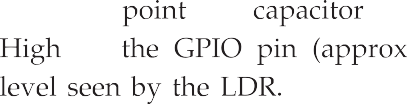 point capacitor
High the GPIO pin (approx
level seen by the LDR.